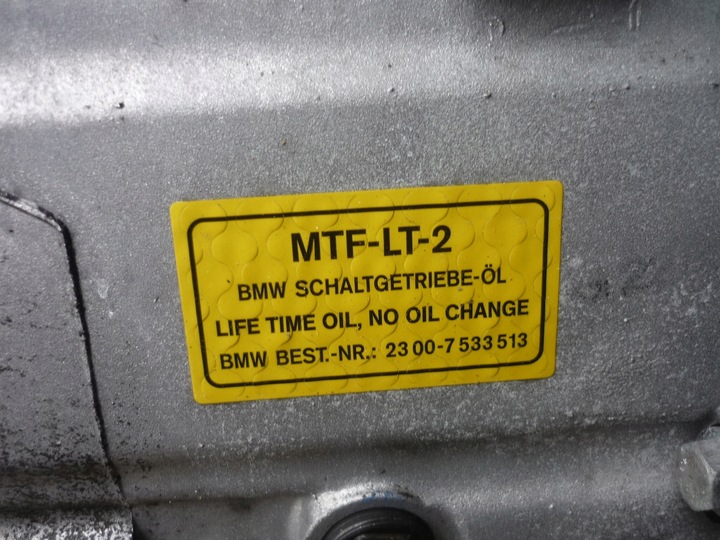 MTF-LT-2
BMW SCHALTGETRIEBE-ÖL
LIFE TIME OIL, NO OIL CHANGE
BMW BEST.-NR.: 23 00-7 533 513